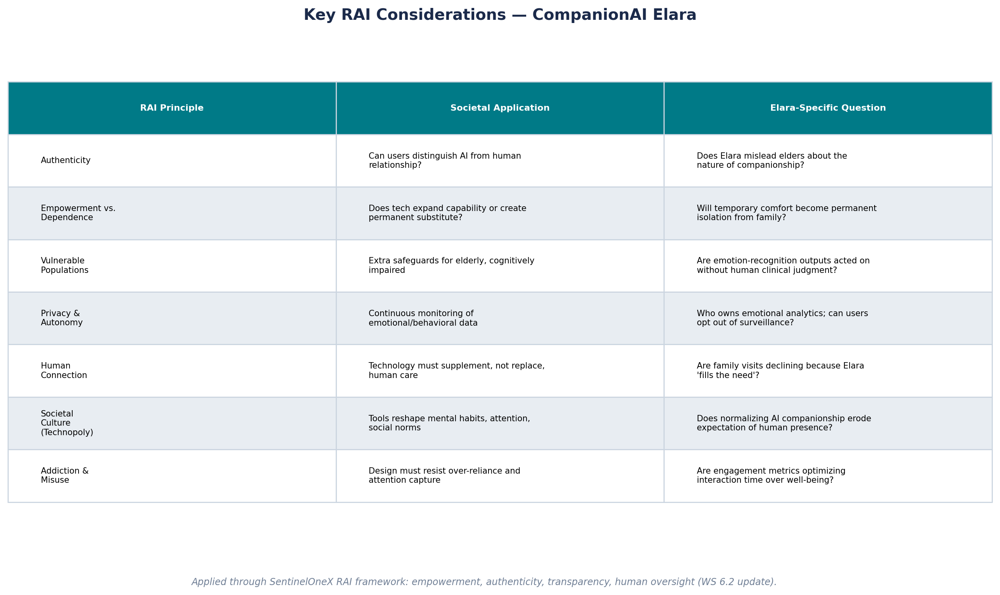 Key RAI Considerations — CompanionAI Elara
RAI Principle
Societal Application
Elara-Specific Question
Authenticity
Can users distinguish AI from human
relationship?
Does Elara mislead elders about the
nature of companionship?
Empowerment vs.
Dependence
Does tech expand capability or create
permanent substitute?
Will temporary comfort become permanent
isolation from family?
Vulnerable
Populations
Extra safeguards for elderly, cognitively
impaired
Are emotion-recognition outputs acted on
without human clinical judgment?
Privacy &
Autonomy
Continuous monitoring of
emotional/behavioral data
Who owns emotional analytics; can users
opt out of surveillance?
Human
Connection
Technology must supplement, not replace,
human care
Are family visits declining because Elara
'fills the need'?
Societal
Culture
(Technopoly)
Tools reshape mental habits, attention,
social norms
Does normalizing AI companionship erode
expectation of human presence?
Addiction &
Misuse
Design must resist over-reliance and
attention capture
Are engagement metrics optimizing
interaction time over well-being?
Applied through SentinelOneX RAI framework: empowerment, authenticity, transparency, human oversight (WS 6.2 update).